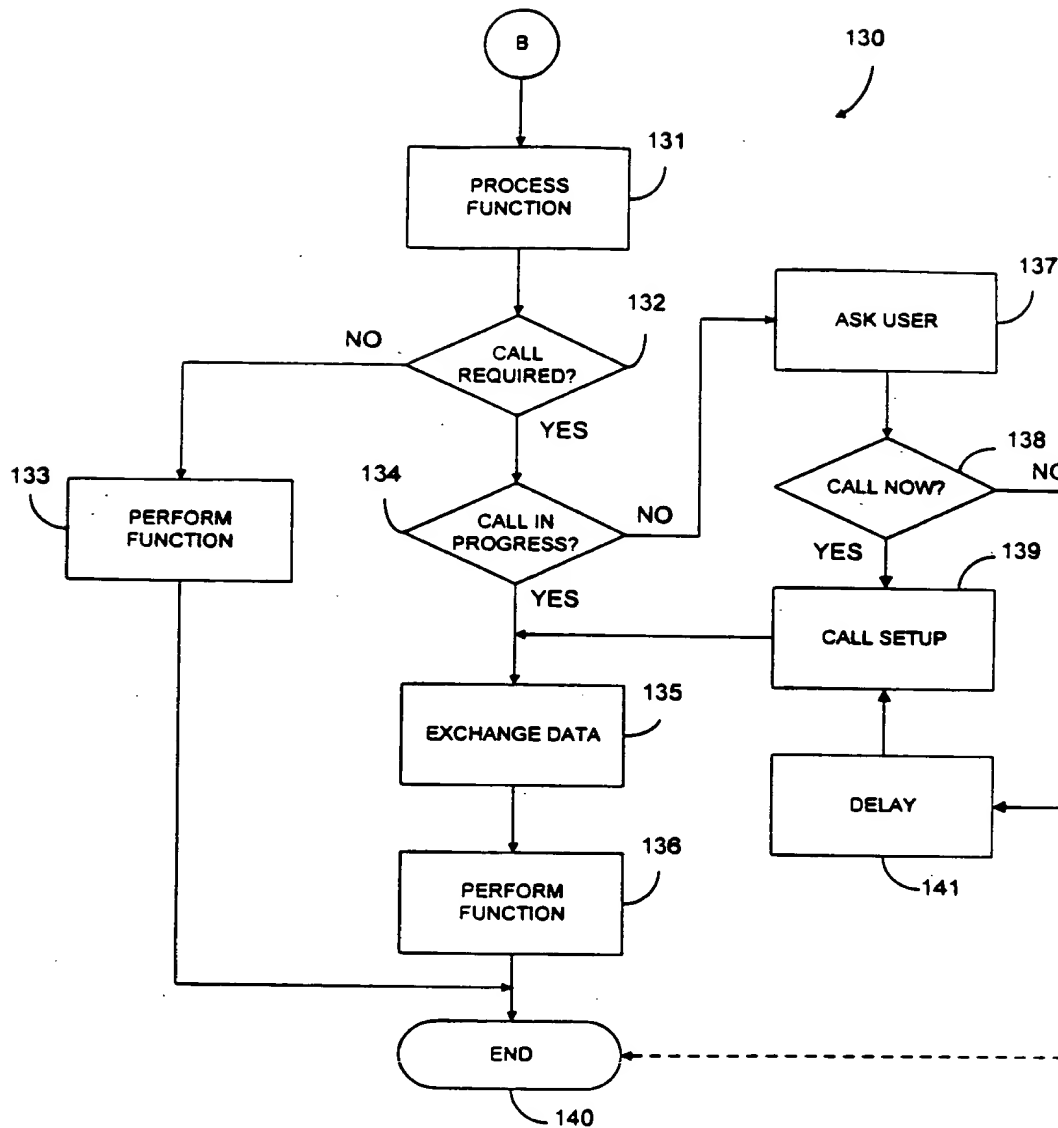 B
130
131
PROCESS
FUNCTION
132
NO
CALL
REQUIRED?
YES
137
ASK USER
133
PERFORM
FUNCTION
134
CALL IN
PROGRESS?
NO
YES
138
CALL NOW?
NO
YES
139
CALL SETUP
135
EXCHANGE DATA
DELAY
141
136
PERFORM
FUNCTION
END
140